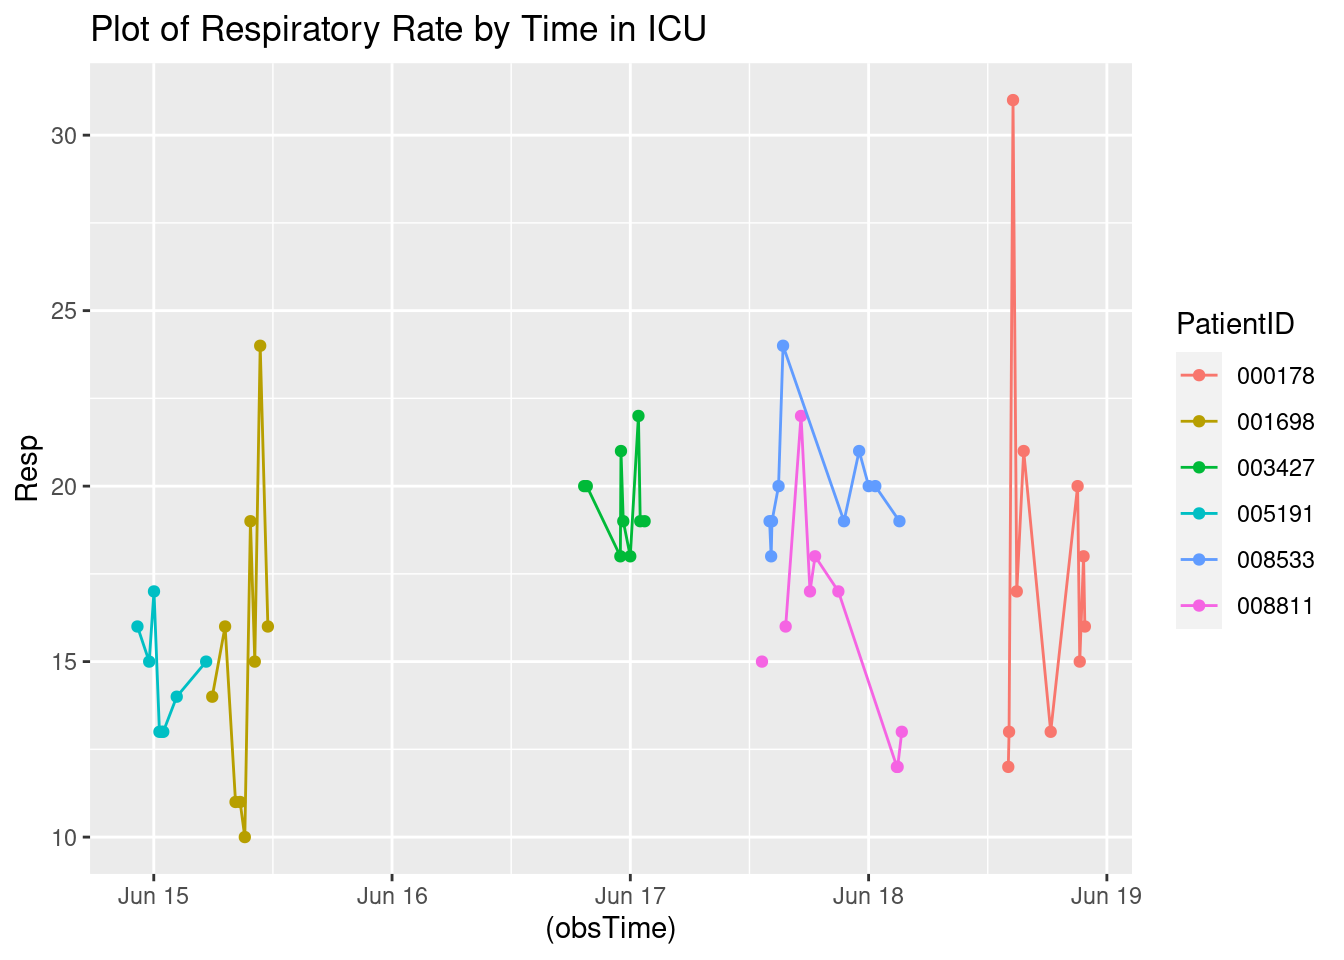 Plot of Respiratory Rate by Time in ICU
Resp
30
25
20
15
10
Jun 15
Jun 16
Jun 17
Jun 18
Jun 19
(obsTime)
PatientID
000178
001698
003427
005191
008533
008811